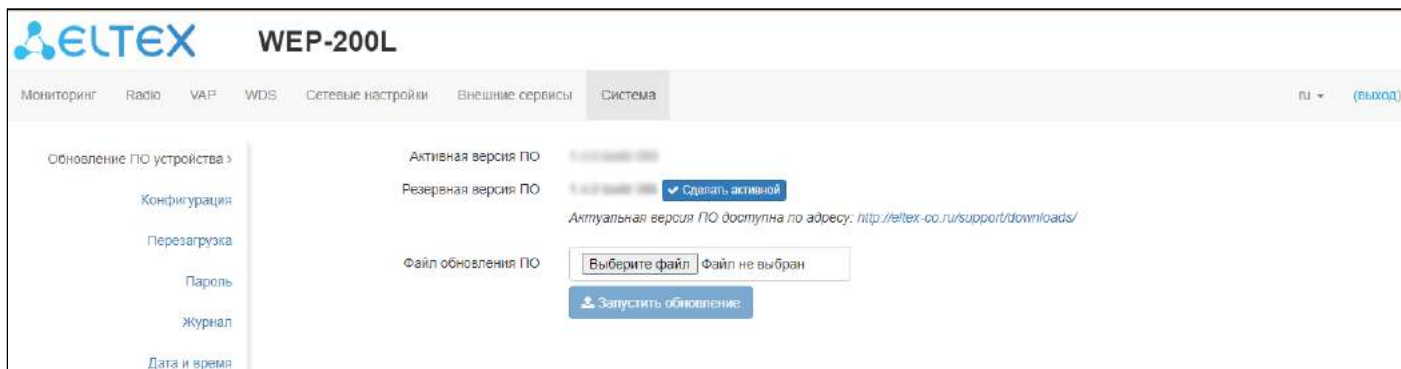 ELTEX WEP-200L
Мониторинг Radio VAP WDS Сетевые настройки Внешние сервисы Система ru (выход)
Обновление ПО устройства
Активная версия ПО
Резервная версия ПО Сделать активной
Конфигурация
Актуальная версия ПО доступна по адресу: http://eltex-co.ru/support/downloads/
Перезагрузка
Файл обновления ПО Выберите файл Файл не выбран
Пароль
Запустить обновление
Журнал
Дата и время